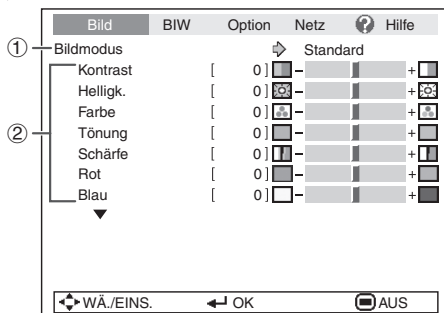 Bild BIW Option Netz ? Hilfe
① Bildmodus Standard
② Kontrast [ 0 ] – +
Helligk. [ 0 ] – +
Farbe [ 0 ] – +
Tönung [ 0 ] – +
Schärfe [ 0 ] – +
Rot [ 0 ] – +
Blau [ 0 ] – +
WÄ./EINS. OK AUS